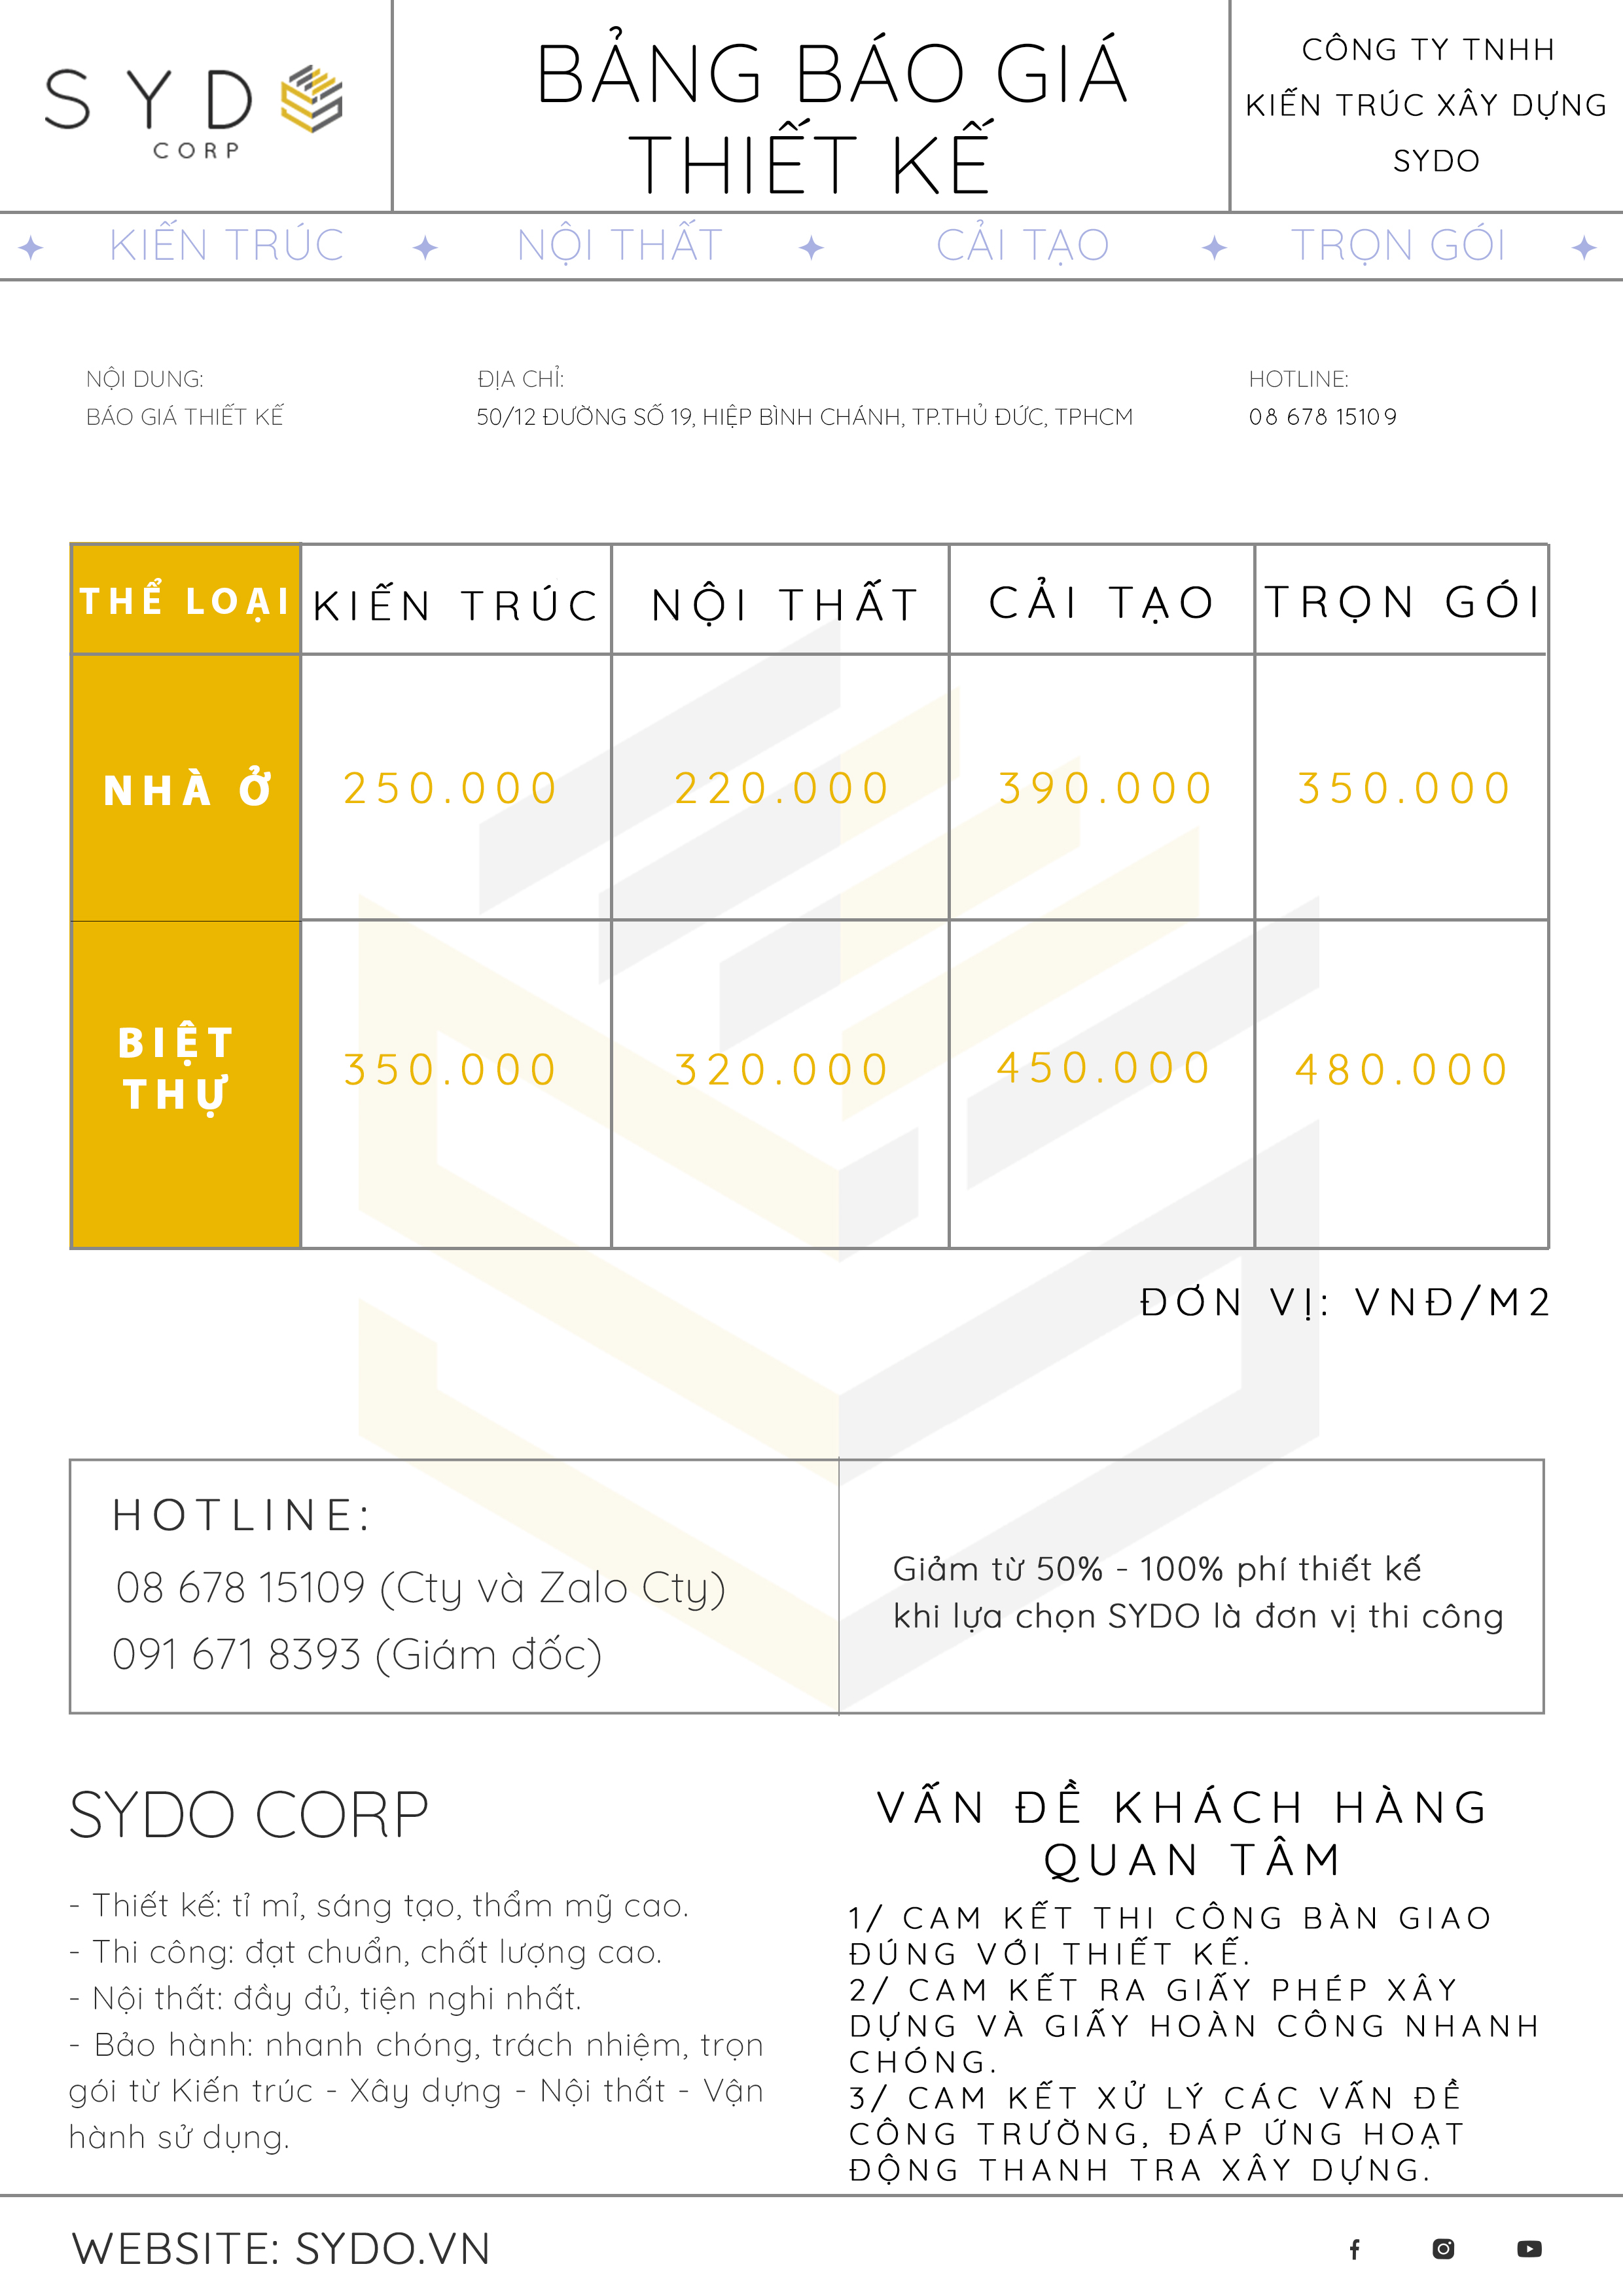 SYDO
CORP
BẢNG BÁO GIÁ
THIẾT KẾ
CÔNG TY TNHH
KIẾN TRÚC XÂY DỰNG
SYDO
KIẾN TRÚC NỘI THẤT CẢI TẠO TRỌN GÓI
NỘI DUNG:
BÁO GIÁ THIẾT KẾ
ĐỊA CHỈ:
50/12 ĐƯỜNG SỐ 19, HIỆP BÌNH CHÁNH, TP.THỦ ĐỨC, TPHCM
HOTLINE:
08 678 15109
THỂ LOẠI KIẾN TRÚC NỘI THẤT CẢI TẠO TRỌN GÓI
NHÀ Ở 250.000 220.000 390.000 350.000
BIỆT
THỰ
350.000 320.000 450.000 480.000
ĐƠN VỊ: VNĐ/M2
HOTLINE:
08 678 15109 (Cty và Zalo Cty)
091 671 8393 (Giám đốc)
Giảm từ 50% - 100% phí thiết kế
khi lựa chọn SYDO là đơn vị thi công
SYDO CORP
- Thiết kế: tỉ mỉ, sáng tạo, thẩm mỹ cao.
- Thi công: đạt chuẩn, chất lượng cao.
- Nội thất: đầy đủ, tiện nghi nhất.
- Bảo hành: nhanh chóng, trách nhiệm, trọn
gói từ Kiến trúc - Xây dựng - Nội thất - Vận
hành sử dụng.
VẤN ĐỀ KHÁCH HÀNG
QUAN TÂM
1/ CAM KẾT THI CÔNG BÀN GIAO
ĐÚNG VỚI THIẾT KẾ.
2/ CAM KẾT RA GIẤY PHÉP XÂY
DỰNG VÀ GIẤY HOÀN CÔNG NHANH
CHÓNG.
3/ CAM KẾT XỬ LÝ CÁC VẤN ĐỀ
CÔNG TRƯỜNG, ĐÁP ỨNG HOẠT
ĐỘNG THANH TRA XÂY DỰNG.
WEBSITE: SYDO.VN